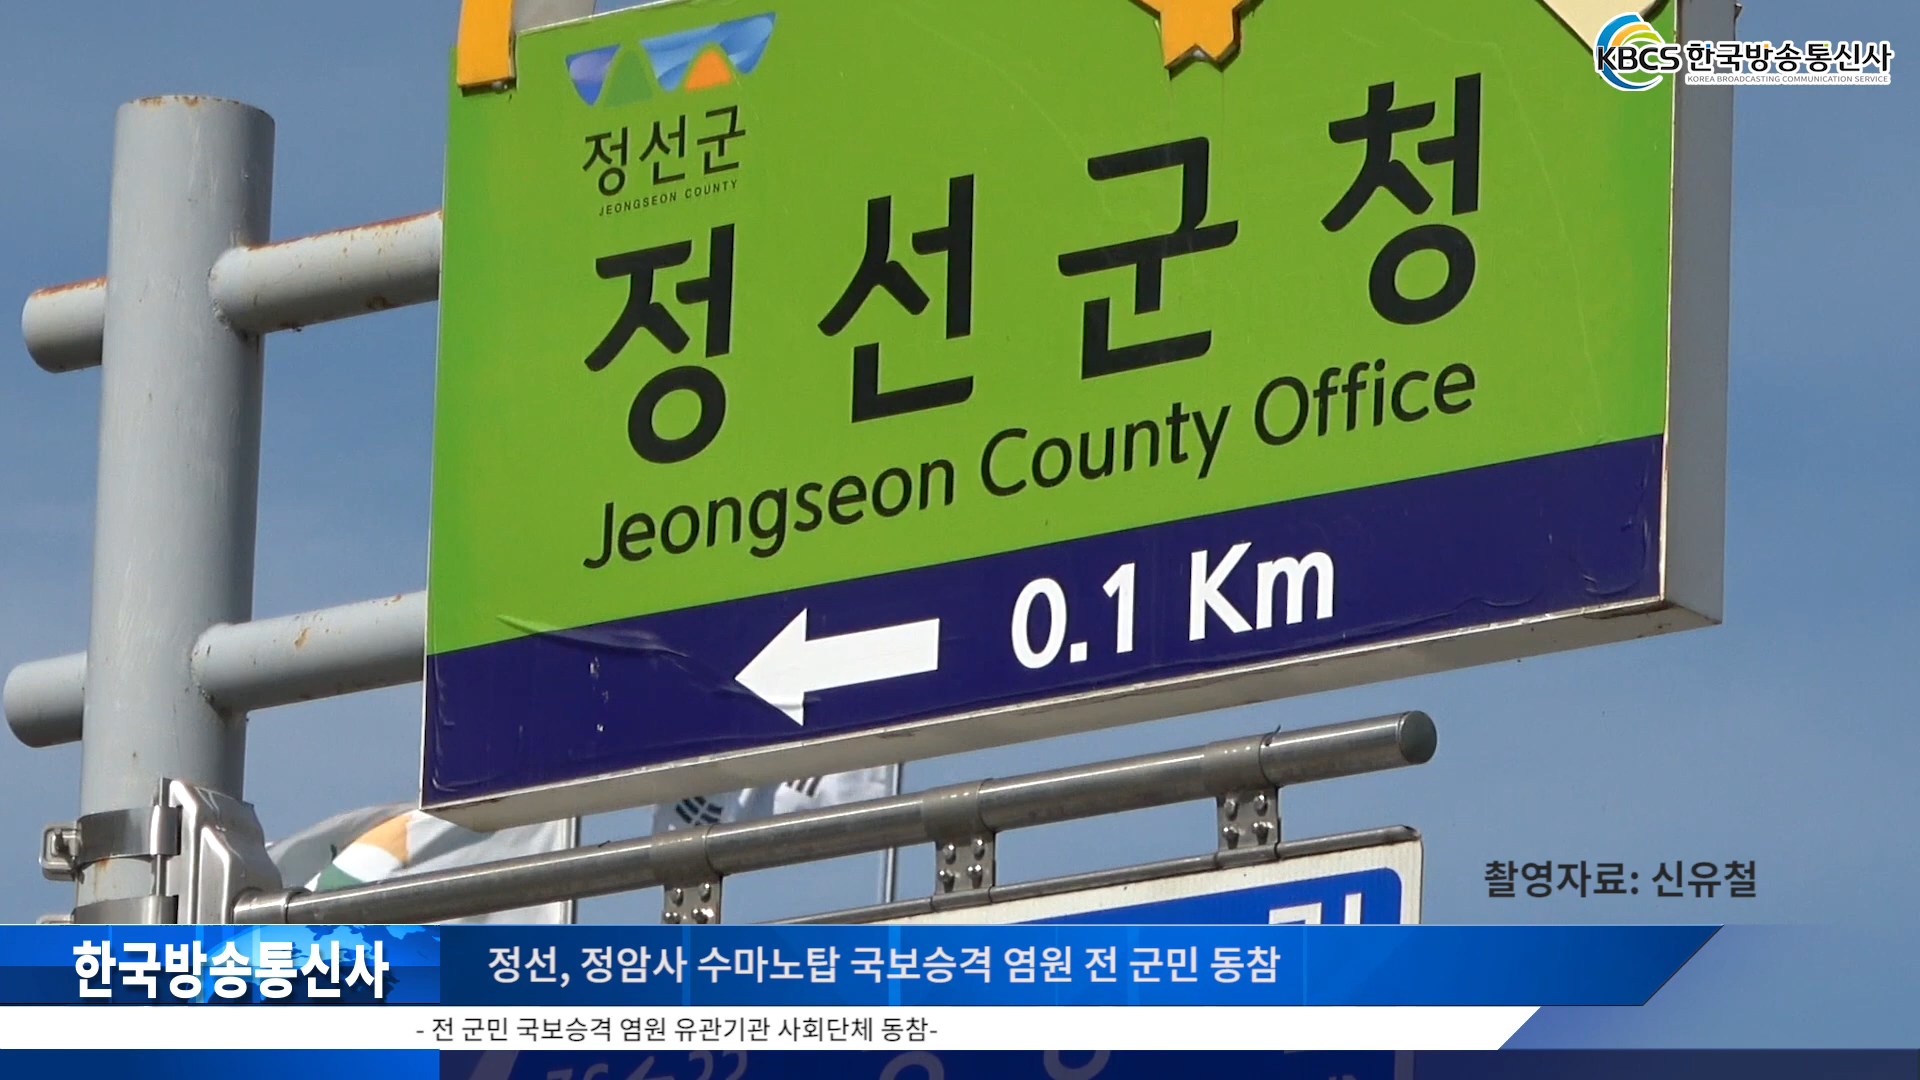 KBCS 한국방송통신사
KOREA BROADCASTING COMMUNICATION SERVICE
정선군
JEONGSEON COUNTY
정선군청
Jeongseon County Office
0.1 Km
촬영자료: 신유철
한국방송통신사
정선, 정암사 수마노탑 국보승격 염원 전 군민 동참
- 전 군민 국보승격 염원 유관기관 사회단체 동참-